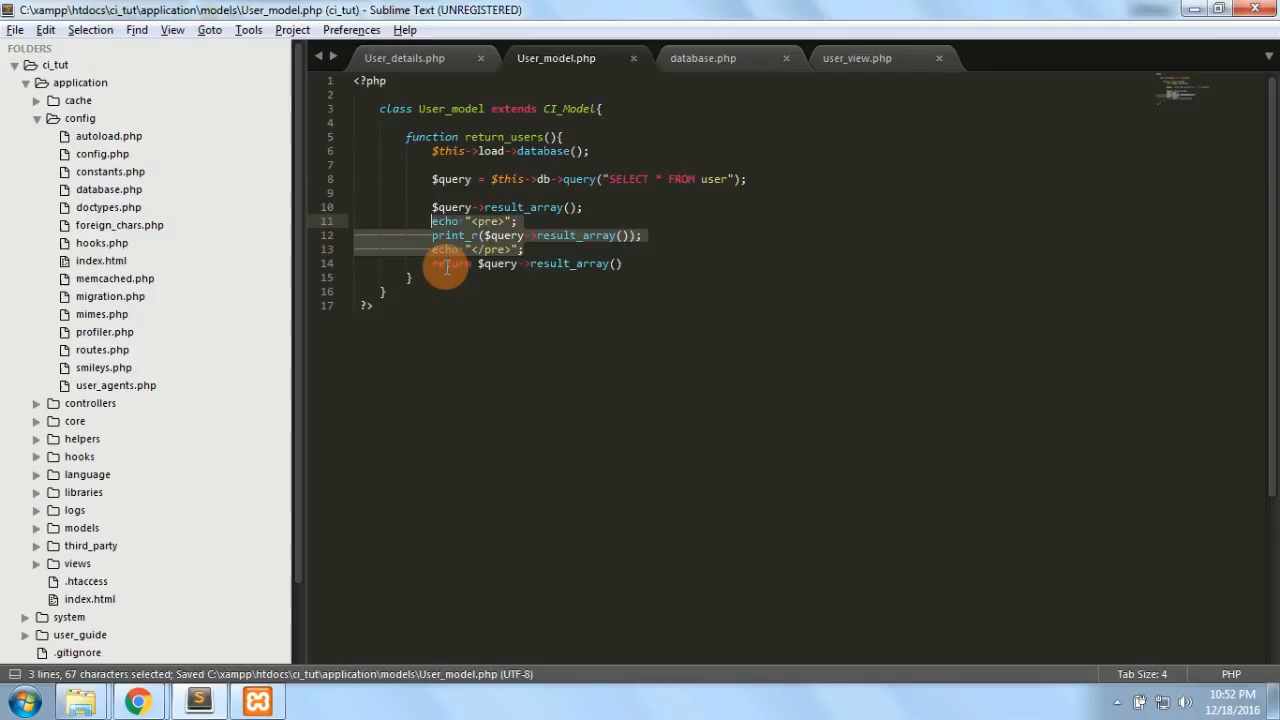 C:\xampp\htdocs\ci_tut\application\models\User_model.php (ci_tut) - Sublime Text (UNREGISTERED)
File Edit Selection Find View Goto Tools Project Preferences Help
FOLDERS
ci_tut
application
cache
config
autoload.php
config.php
constants.php
database.php
doctypes.php
foreign_chars.php
hooks.php
index.html
memcached.php
migration.php
mimes.php
profiler.php
routes.php
smileys.php
user_agents.php
controllers
core
helpers
hooks
language
libraries
logs
models
third_party
views
.htaccess
index.html
system
user_guide
.gitignore
User_details.php User_model.php database.php user_view.php
1 <?php
2
3 class User_model extends CI_Model{
4
5 function return_users(){
6 $this->load->database();
7
8 $query = $this->db->query("SELECT * FROM user");
9
10 $query->result_array();
11 echo "<pre>";
12 print_r($query->result_array());
13 echo "</pre>";
14 return $query->result_array()
15 }
16 }
17 ?>
3 lines, 67 characters selected; Saved C:\xampp\htdocs\ci_tut\application\models\User_model.php (UTF-8) Tab Size: 4 PHP
10:52 PM
12/18/2016